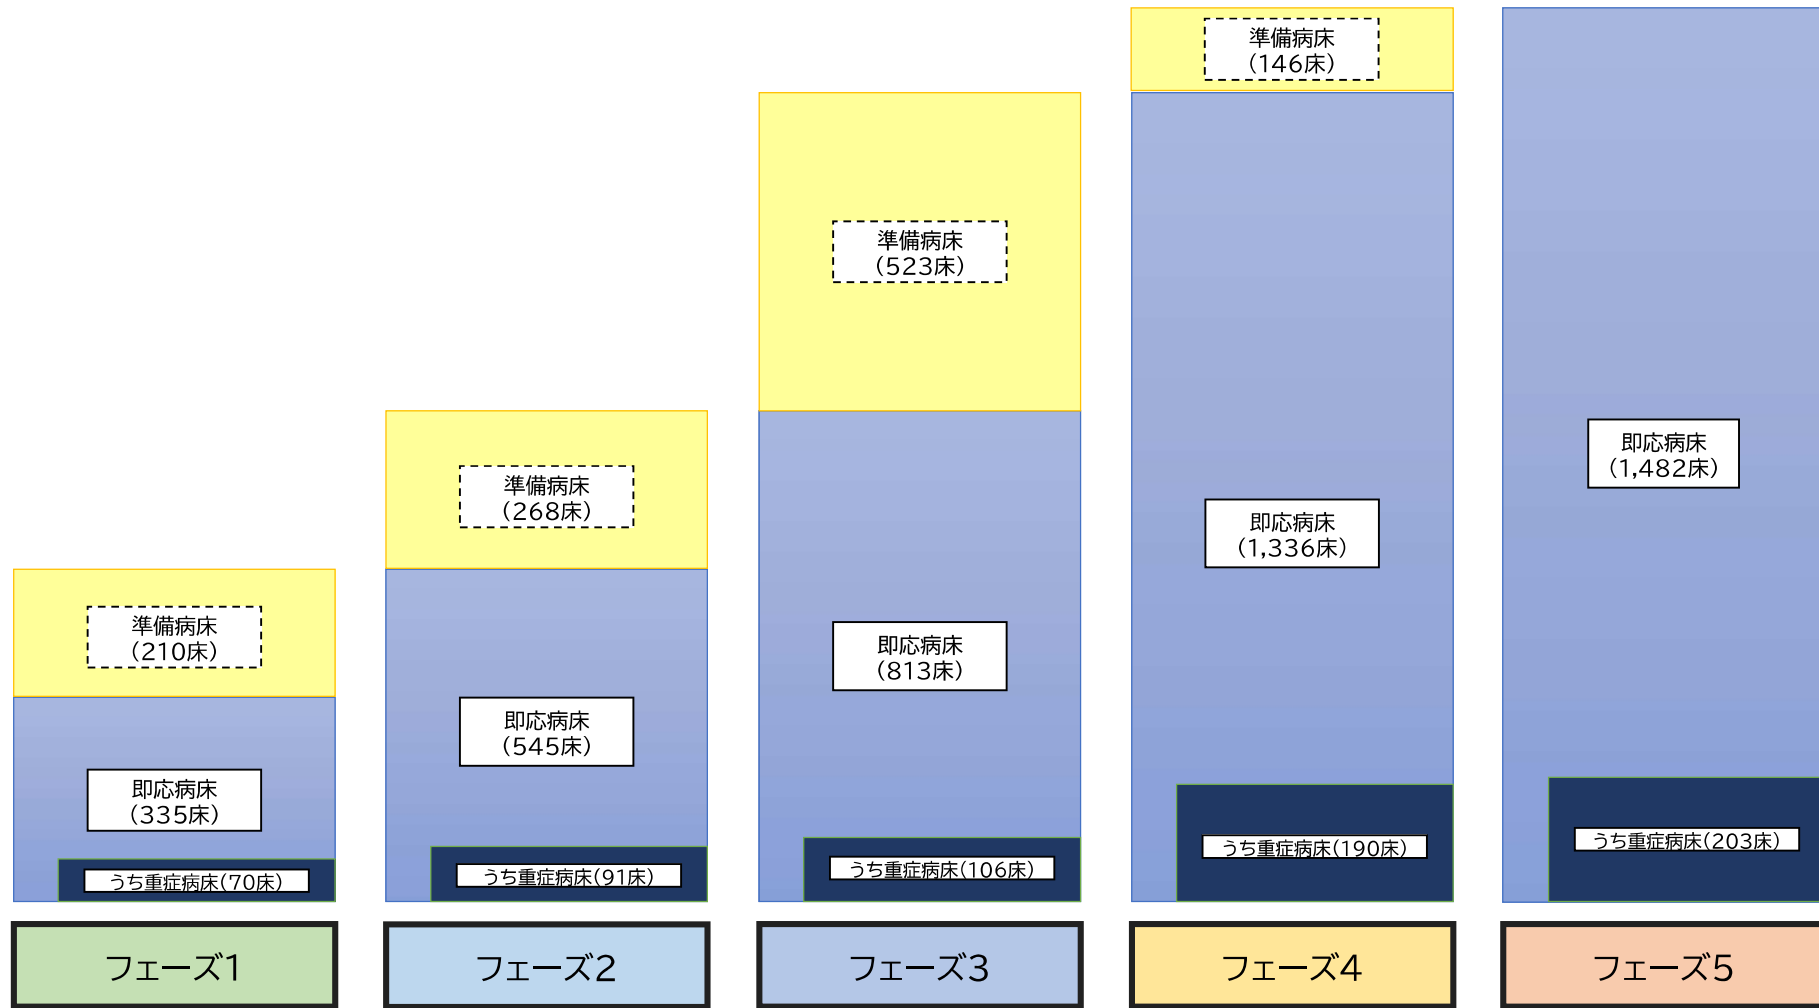 準備病床
(210床)
即応病床
(335床)
うち重症病床(70床)
フェーズ1
準備病床
(268床)
即応病床
(545床)
うち重症病床(91床)
フェーズ2
準備病床
(523床)
即応病床
(813床)
うち重症病床(106床)
フェーズ3
準備病床
(146床)
即応病床
(1,336床)
うち重症病床(190床)
フェーズ4
即応病床
(1,482床)
うち重症病床(203床)
フェーズ5